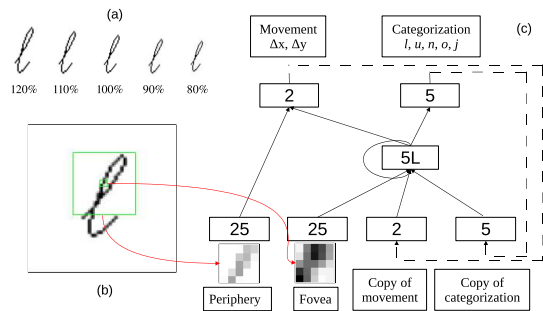 (a)
ℓ ℓ ℓ ℓ ℓ
120% 110% 100% 90% 80%
ℓ
(b)
(c)
Movement
Δx, Δy
Categorization
l, u, n, o, j
2
5
5L
25
25
2
5
Periphery
Fovea
Copy of
movement
Copy of
categorization